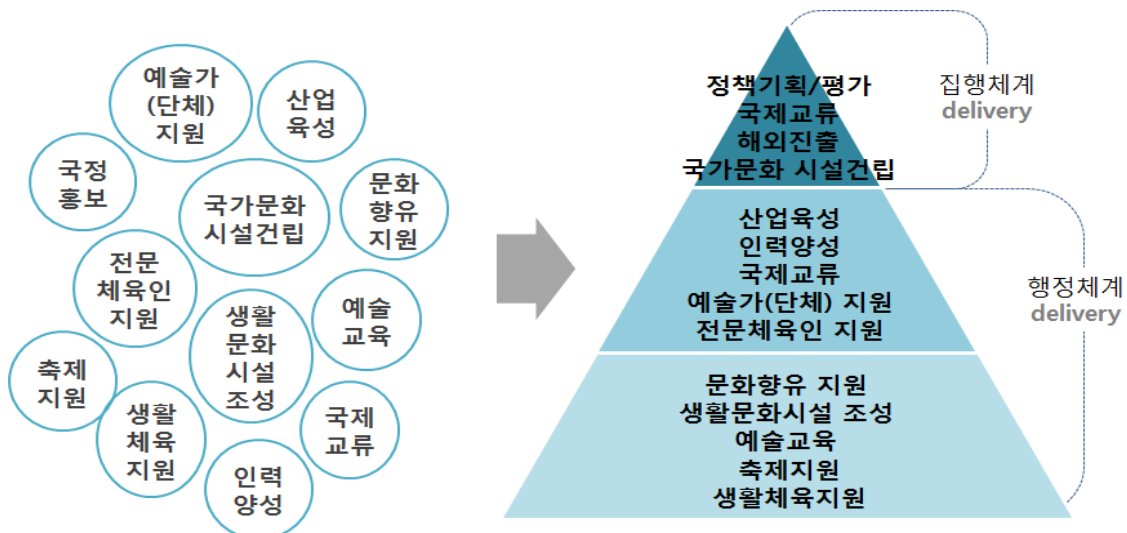 예술가
(단체)
지원
산업
육성
국정
홍보
국가문화
시설건립
문화
향유
지원
전문
체육인
지원
생활
문화
시설
조성
예술
교육
축제
지원
생활
체육
지원
국제
교류
인력
양성
정책기획/평가
국제교류
해외진출
국가문화 시설건립
산업육성
인력양성
국제교류
예술가(단체) 지원
전문체육인 지원
문화향유 지원
생활문화시설 조성
예술교육
축제지원
생활체육지원
집행체계
delivery
행정체계
delivery